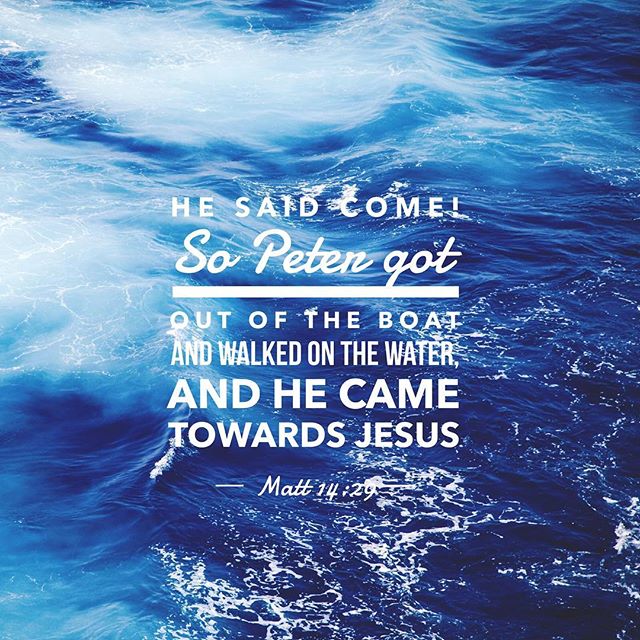 HE SAID COME!
So Peter got
OUT OF THE BOAT
AND WALKED ON THE WATER,
AND HE CAME
TOWARDS JESUS
Matt 14:29